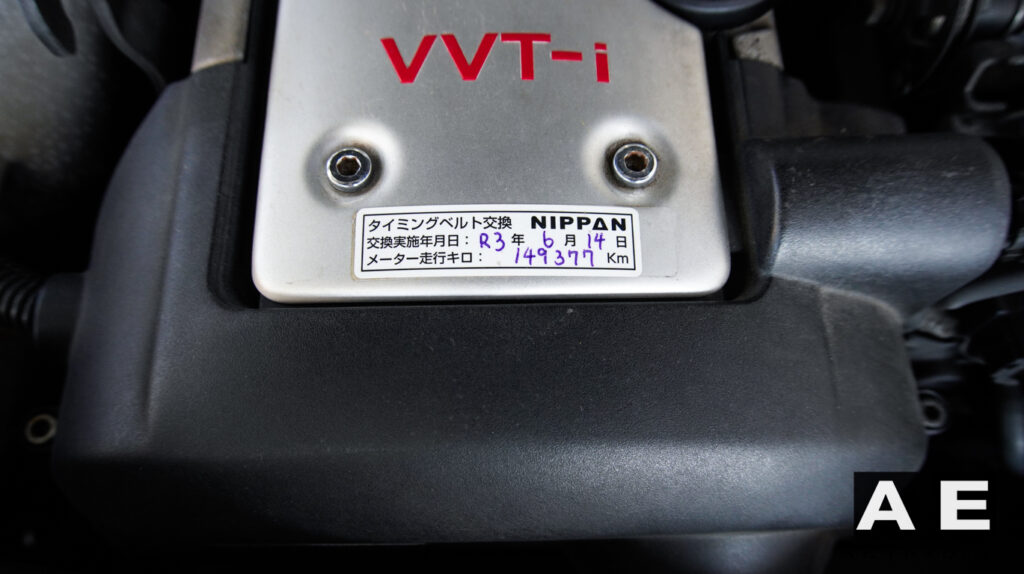 VVT-i
タイミングベルト交換 NIPPAN
交換実施年月日： R3 年 6 月 14 日
メーター走行キロ： 149377 Km
A E